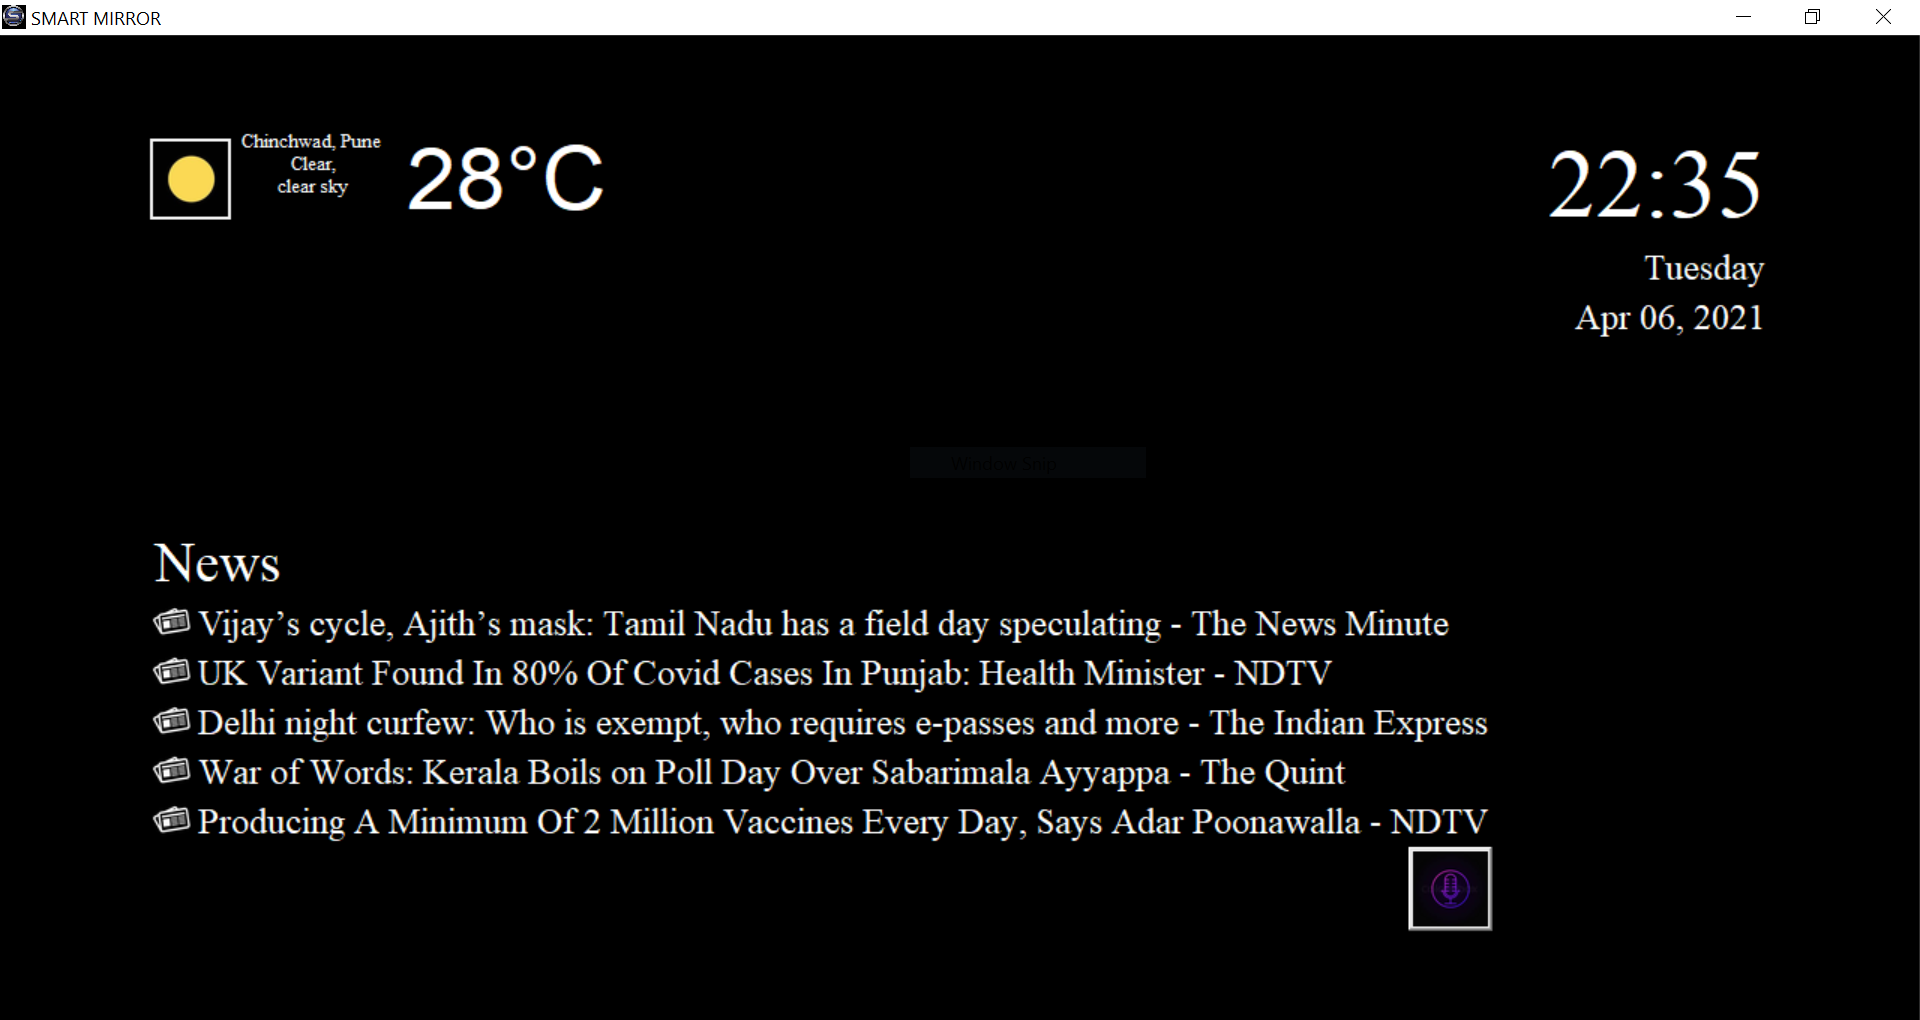 SMART MIRROR
Chinchwad, Pune
Clear,
clear sky
28°C
22:35
Tuesday
Apr 06, 2021
Window Snip
News
Vijay’s cycle, Ajith’s mask: Tamil Nadu has a field day speculating - The News Minute
UK Variant Found In 80% Of Covid Cases In Punjab: Health Minister - NDTV
Delhi night curfew: Who is exempt, who requires e-passes and more - The Indian Express
War of Words: Kerala Boils on Poll Day Over Sabarimala Ayyappa - The Quint
Producing A Minimum Of 2 Million Vaccines Every Day, Says Adar Poonawalla - NDTV